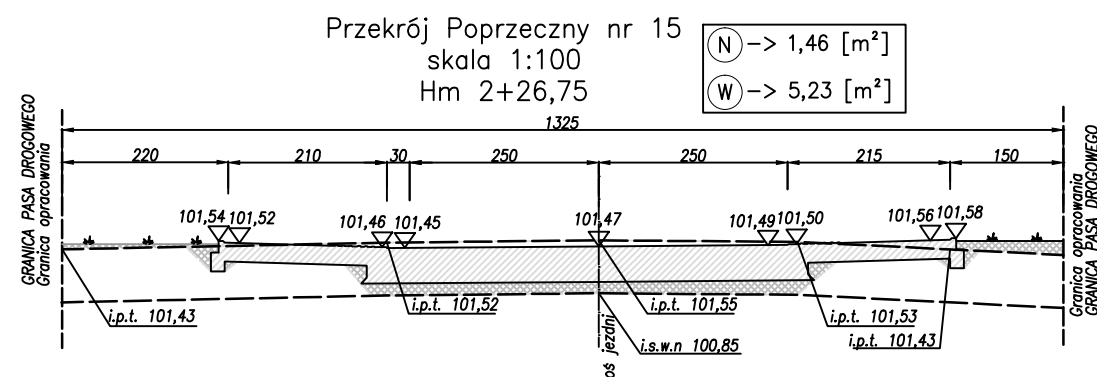 Przekrój Poprzeczny nr 15
skala 1:100
Hm 2+26,75
N -> 1,46 [m²]
W -> 5,23 [m²]
GRANICA PASA DROGOWEGO
Granica opracowania
1325
220 210 30 250 250 215 150
101,54 101,52 101,46 101,45 101,47 101,49 101,50 101,56 101,58
i.p.t. 101,43
i.p.t. 101,52
i.p.t. 101,55
i.p.t. 101,53
i.p.t. 101,43
i.s.w.n 100,85
oś jezdni
Granica opracowania
GRANICA PASA DROGOWEGO